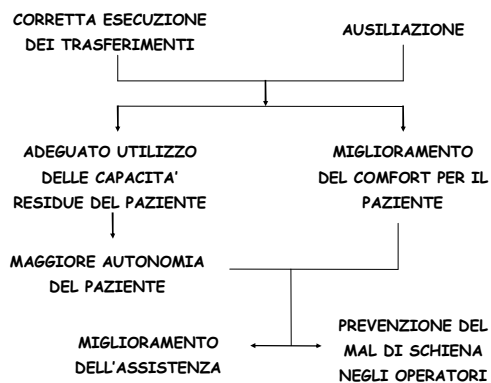 CORRETTA ESECUZIONE
DEI TRASFERIMENTI
AUSILIAZIONE
ADEGUATO UTILIZZO
DELLE CAPACITA'
RESIDUE DEL PAZIENTE
MIGLIORAMENTO
DEL COMFORT PER IL
PAZIENTE
MAGGIORE AUTONOMIA
DEL PAZIENTE
MIGLIORAMENTO
DELL'ASSISTENZA
PREVENZIONE DEL
MAL DI SCHIENA
NEGLI OPERATORI